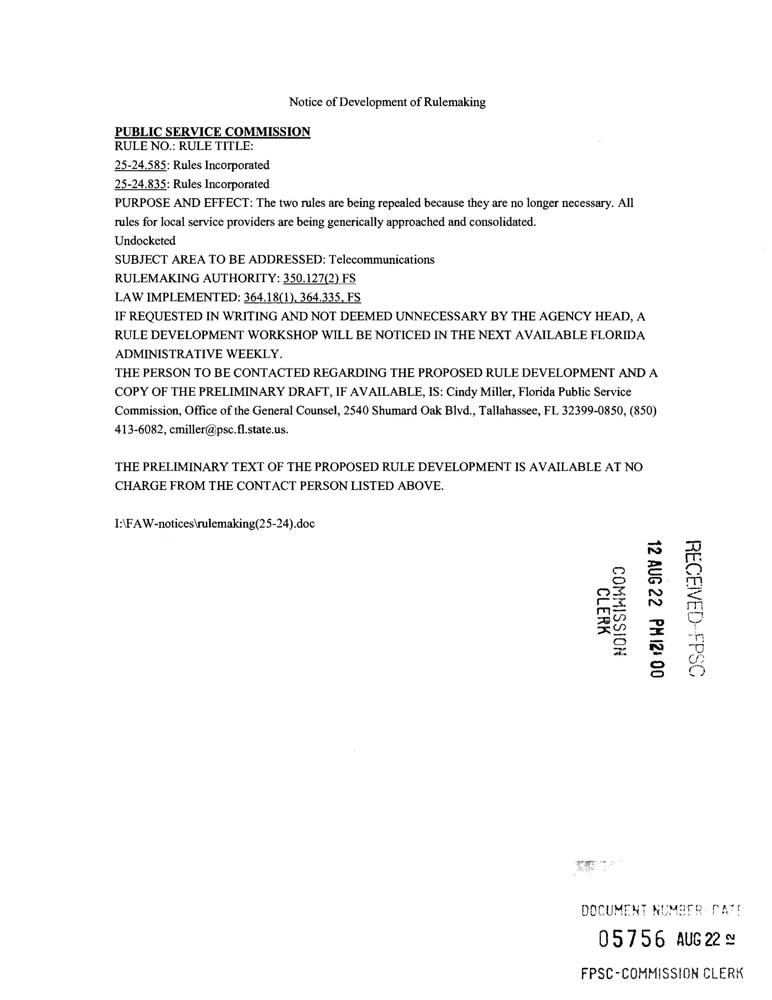 Notice of Development of Rulemaking
PUBLIC SERVICE COMMISSION
RULE NO.: RULE TITLE:
25-24.585: Rules Incorporated
25-24.835: Rules Incorporated
PURPOSE AND EFFECT: The two rules are being repealed because they are no longer necessary. All
rules for local service providers are being generically approached and consolidated.
Undocketed
SUBJECT AREA TO BE ADDRESSED: Telecommunications
RULEMAKING AUTHORITY: 350.127(2) FS
LAW IMPLEMENTED: 364.18(1), 364.335, FS
IF REQUESTED IN WRITING AND NOT DEEMED UNNECESSARY BY THE AGENCY HEAD, A
RULE DEVELOPMENT WORKSHOP WILL BE NOTICED IN THE NEXT AVAILABLE FLORIDA
ADMINISTRATIVE WEEKLY.
THE PERSON TO BE CONTACTED REGARDING THE PROPOSED RULE DEVELOPMENT AND A
COPY OF THE PRELIMINARY DRAFT, IF AVAILABLE, IS: Cindy Miller, Florida Public Service
Commission, Office of the General Counsel, 2540 Shumard Oak Blvd., Tallahassee, FL 32399-0850, (850)
413-6082, cmiller@psc.fl.state.us.
THE PRELIMINARY TEXT OF THE PROPOSED RULE DEVELOPMENT IS AVAILABLE AT NO
CHARGE FROM THE CONTACT PERSON LISTED ABOVE.
I:\FAW-notices\rulemaking(25-24).doc
RECEIVED-FPSC
12 AUG 22 PM 12: 00
COMMISSION
CLERK
DOCUMENT NUMBER-DATE
05756 AUG 22 12
FPSC-COMMISSION CLERK